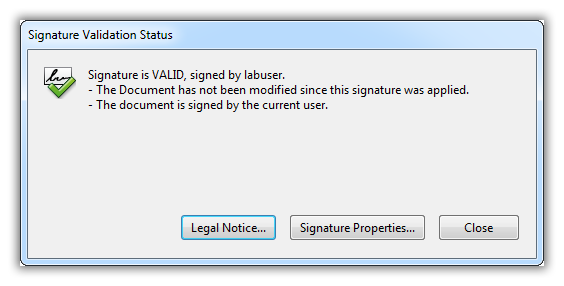 Signature Validation Status
Signature is VALID, signed by labuser.
- The Document has not been modified since this signature was applied.
- The document is signed by the current user.
Legal Notice... Signature Properties... Close